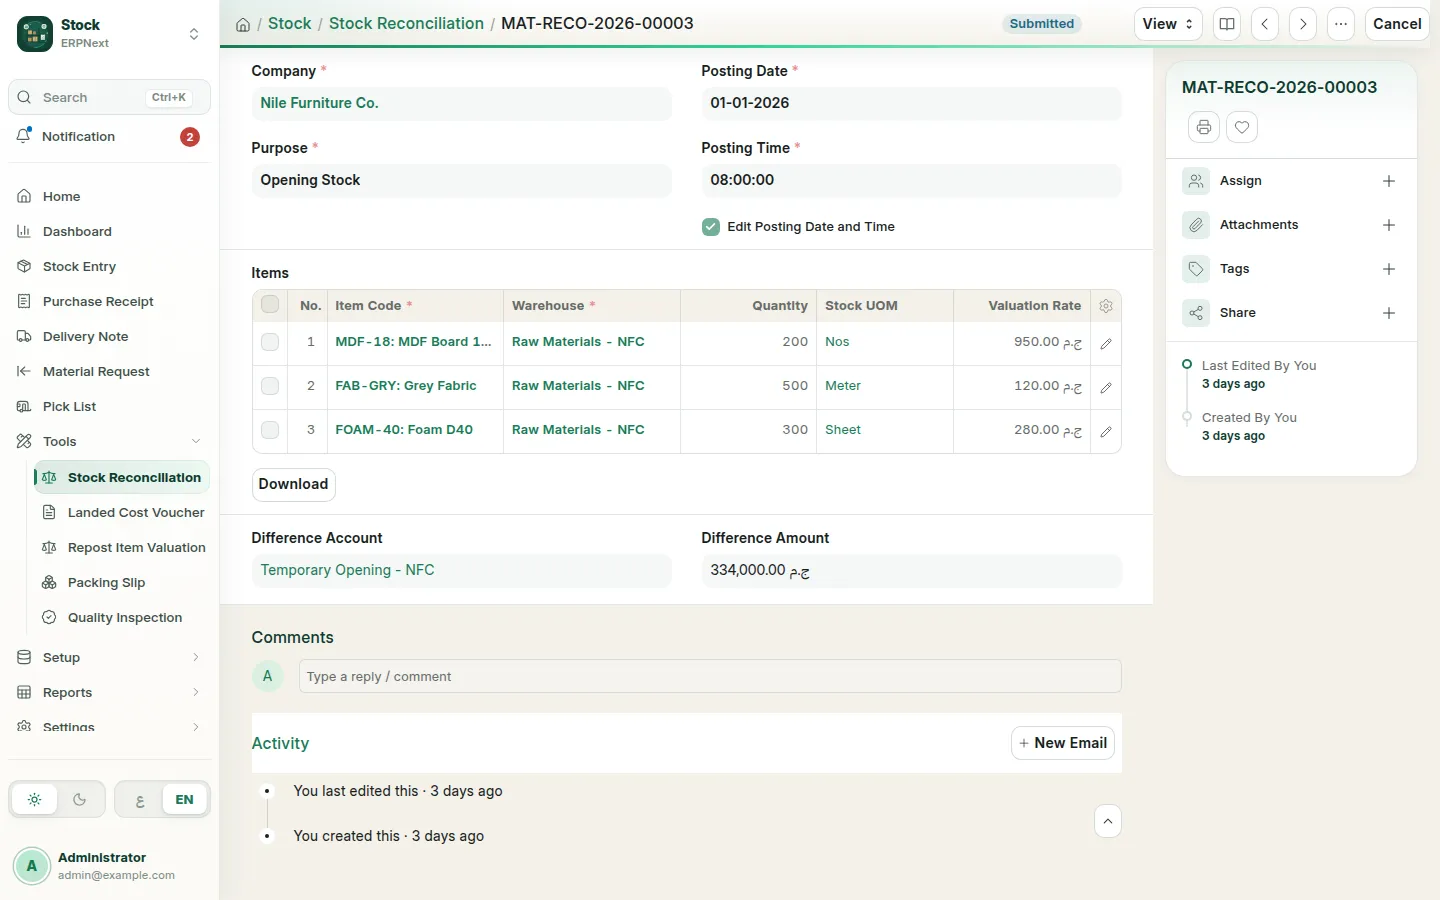 Stock
ERPNext
Search
Ctrl+K
Notification
2
Home
Dashboard
Stock Entry
Purchase Receipt
Delivery Note
Material Request
Pick List
Tools
Stock Reconciliation
Landed Cost Voucher
Repost Item Valuation
Packing Slip
Quality Inspection
Setup
Reports
Settings
ع
EN
A
Administrator
admin@example.com
/ Stock / Stock Reconciliation / MAT-RECO-2026-00003
Submitted
View
...
Cancel
Company *
Nile Furniture Co.
Posting Date *
01-01-2026
Purpose *
Opening Stock
Posting Time *
08:00:00
Edit Posting Date and Time
Items
No. Item Code * Warehouse * Quantity Stock UOM Valuation Rate
1 MDF-18: MDF Board 1... Raw Materials - NFC 200 Nos 950.00 ج.م
2 FAB-GRY: Grey Fabric Raw Materials - NFC 500 Meter 120.00 ج.م
3 FOAM-40: Foam D40 Raw Materials - NFC 300 Sheet 280.00 ج.م
Download
Difference Account
Temporary Opening - NFC
Difference Amount
334,000.00 ج.م
Comments
A
Type a reply / comment
Activity
+ New Email
You last edited this · 3 days ago
You created this · 3 days ago
MAT-RECO-2026-00003
Assign
Attachments
Tags
Share
Last Edited By You
3 days ago
Created By You
3 days ago